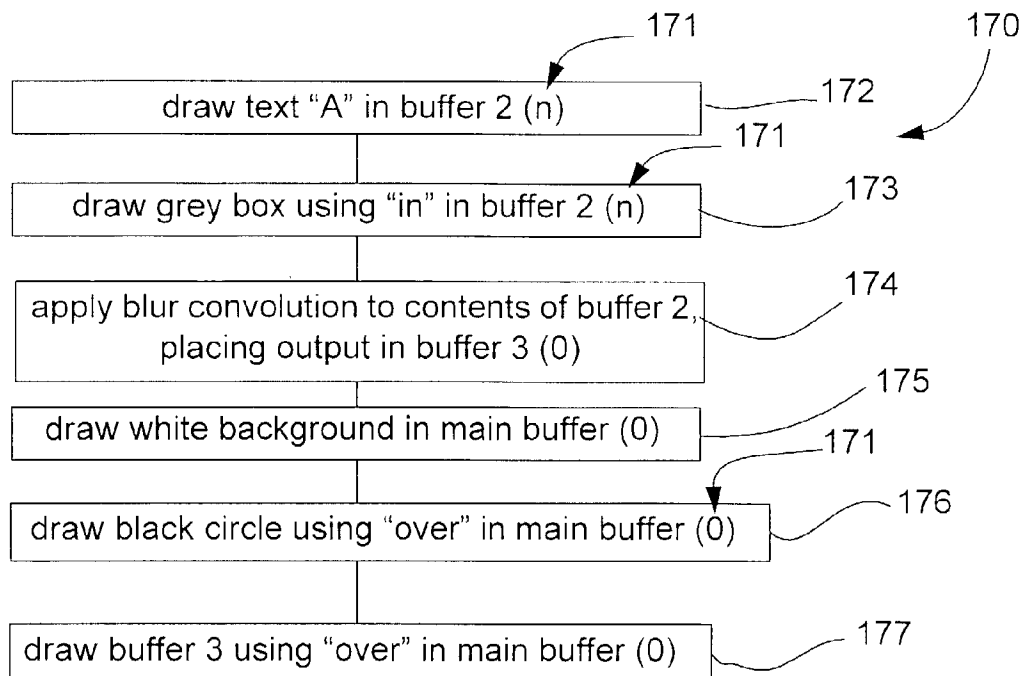 171
170
draw text “A” in buffer 2 (n)
172
171
draw grey box using “in” in buffer 2 (n)
173
apply blur convolution to contents of buffer 2,
placing output in buffer 3 (0)
174
175
draw white background in main buffer (0)
171
draw black circle using “over” in main buffer (0)
176
draw buffer 3 using “over” in main buffer (0)
177